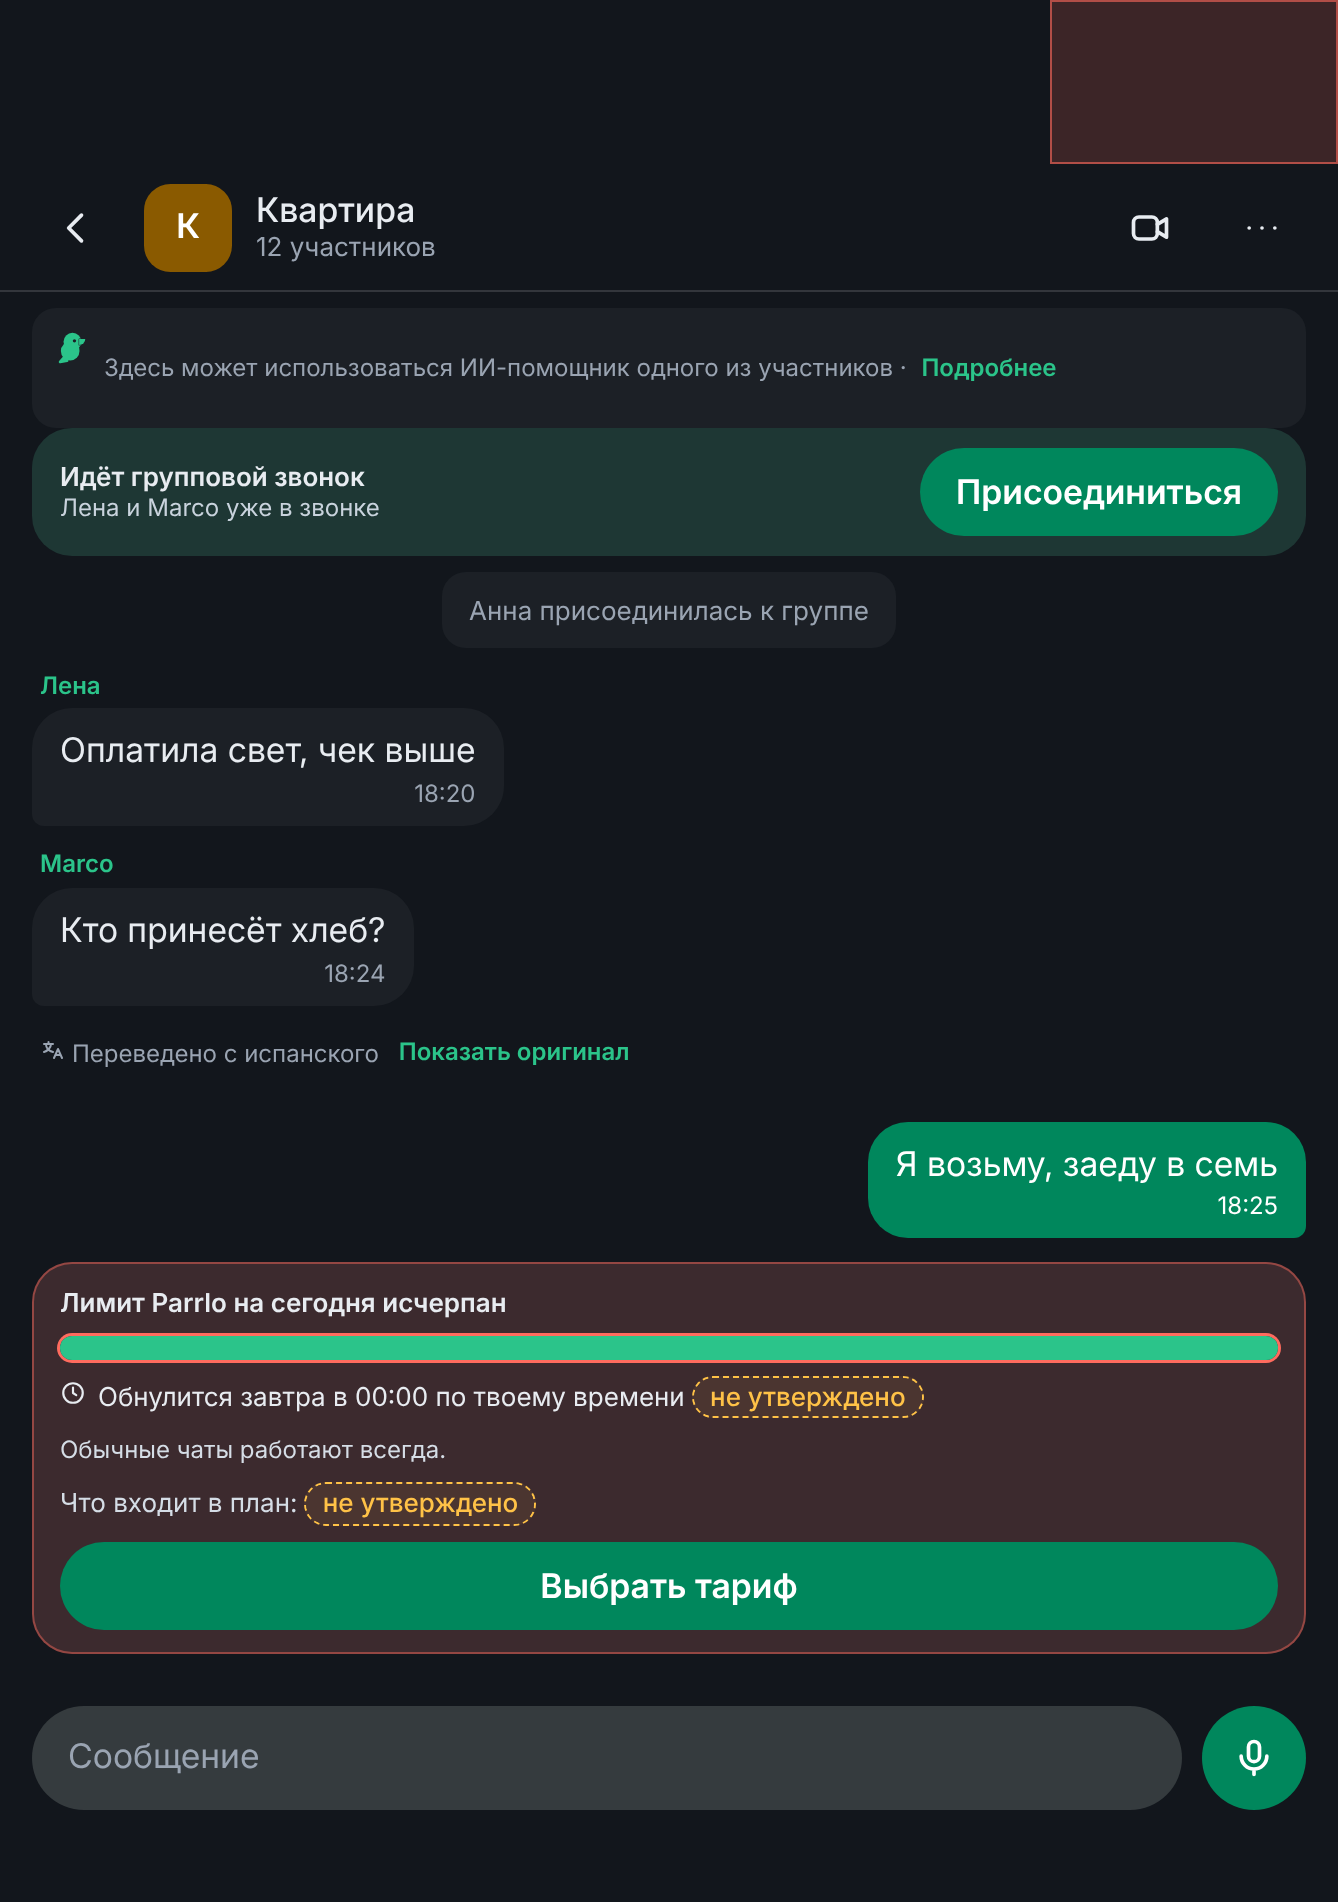 К
Квартира
12 участников
Здесь может использоваться ИИ-помощник одного из участников · Подробнее
Идёт групповой звонок
Лена и Marco уже в звонке
Присоединиться
Анна присоединилась к группе
Лена
Оплатила свет, чек выше
18:20
Marco
Кто принесёт хлеб?
18:24
Переведено с испанского Показать оригинал
Я возьму, заеду в семь
18:25
Лимит Parrlo на сегодня исчерпан
Обнулится завтра в 00:00 по твоему времени не утверждено
Обычные чаты работают всегда.
Что входит в план: не утверждено
Выбрать тариф
Сообщение